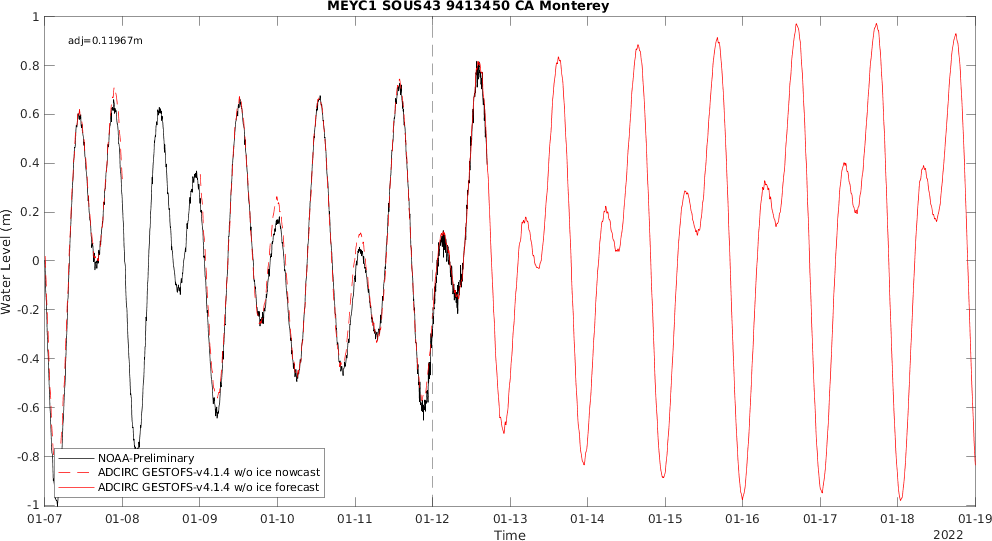 MEYC1 SOUS43 9413450 CA Monterey
adj=0.11967m
1
0.8
0.6
0.4
0.2
0
-0.2
-0.4
-0.6
-0.8
-1
Water Level (m)
NOAA-Preliminary
ADCIRC GESTOFS-v4.1.4 w/o ice nowcast
ADCIRC GESTOFS-v4.1.4 w/o ice forecast
01-07 01-08 01-09 01-10 01-11 01-12 01-13 01-14 01-15 01-16 01-17 01-18 01-19
Time
2022